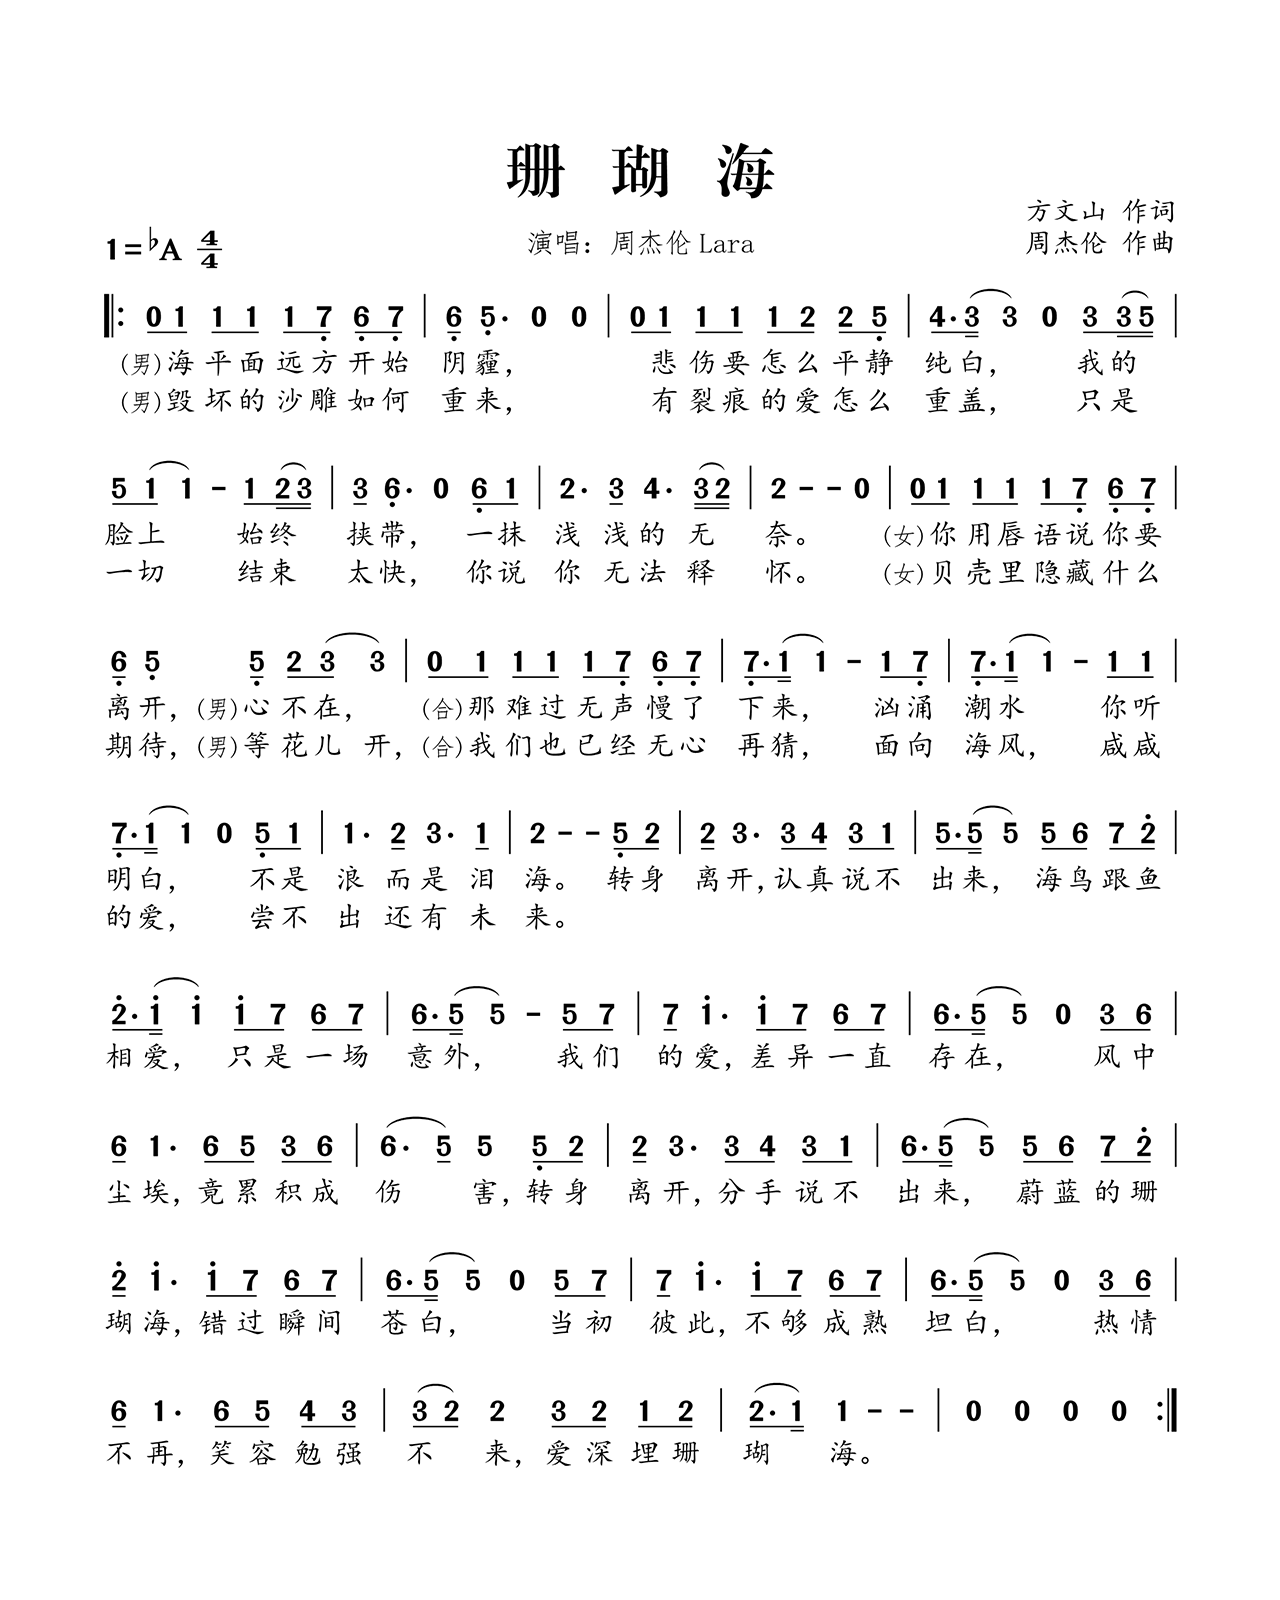 珊瑚海
方文山 作词
1=♭A 4/4 演唱：周杰伦 Lara 周杰伦 作曲
‖: 0 1 1 1 1 7̣ 6̣ 7̣ | 6̣ 5̣· 0 0 | 0 1 1 1 1 2 2 5̣ | 4·3 3 0 3 3 5 |
(男)海平面远方开始 阴霾， 悲伤要怎么平静 纯白， 我的
(男)毁坏的沙雕如何 重来， 有裂痕的爱怎么 重盖， 只是
5 1 1 - 1 2 3 | 3 6̣· 0 6̣ 1 | 2· 3 4· 3 2 | 2 - - 0 | 0 1 1 1 1 7̣ 6̣ 7̣ |
脸上 始终 挟带， 一抹 浅浅的无 奈。 (女)你用唇语说你要
一切 结束 太快， 你说 你无法释 怀。 (女)贝壳里隐藏什么
6̣ 5̣ 5̣ 2 3 3 | 0 1 1 1 1 7̣ 6̣ 7̣ | 7̣·1 1 - 1 7̣ | 7̣·1 1 - 1 1 |
离开，(男)心不在， (合)那难过无声慢了 下来， 汹涌 潮水 你听
期待，(男)等花儿开，(合)我们也已经无心 再猜， 面向 海风， 咸咸
7̣·1 1 0 5̣ 1 | 1· 2 3· 1 | 2 - - 5̣ 2 | 2 3· 3 4 3 1 | 5·5 5 5 6 7 2̇ |
明白， 不是 浪而是泪 海。 转身 离开，认真说不 出来， 海鸟跟鱼
的爱， 尝不 出还有未 来。
2̇·1̇ 1̇ 1̇ 7 6 7 | 6·5 5 - 5 7 | 7 1̇· 1̇ 7 6 7 | 6·5 5 0 3 6 |
相爱， 只是一场 意外， 我们 的爱，差异一直 存在， 风中
6 1· 6 5 3 6 | 6· 5 5 5̣ 2 | 2 3· 3 4 3 1 | 6·5 5 5 6 7 2̇ |
尘埃，竟累积成 伤 害，转身 离开，分手说不 出来， 蔚蓝的珊
2̇ 1̇· 1̇ 7 6 7 | 6·5 5 0 5 7 | 7 1̇· 1̇ 7 6 7 | 6·5 5 0 3 6 |
瑚海，错过瞬间 苍白， 当初 彼此，不够成熟 坦白， 热情
6 1· 6 5 4 3 | 3 2 2 3 2 1 2 | 2·1 1 - - | 0 0 0 0 :‖
不再，笑容勉强 不 来，爱深埋珊 瑚 海。